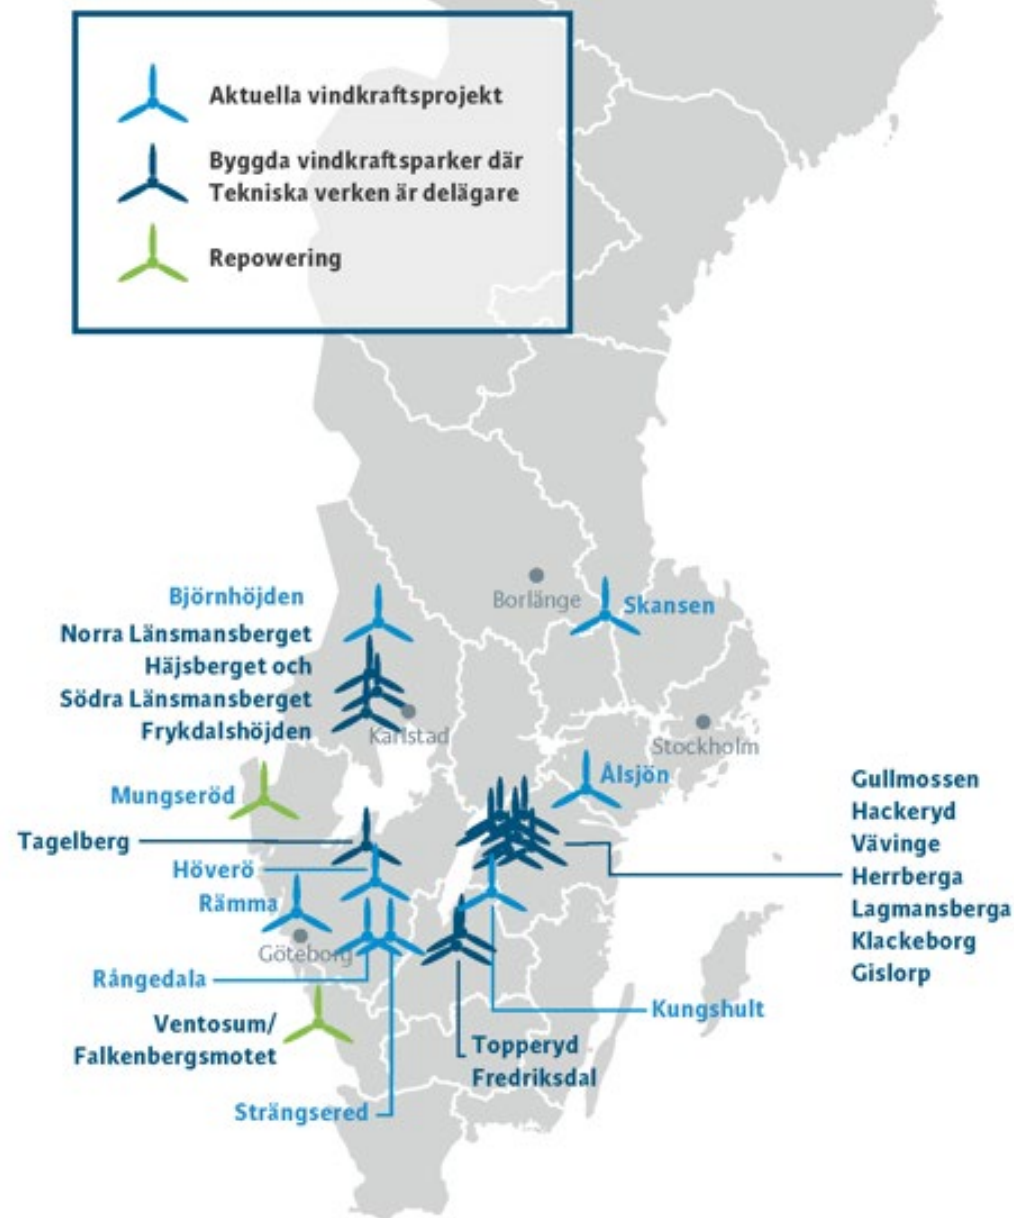 Aktuella vindkraftsprojekt
Byggda vindkraftsparker där
Tekniska verken är delägare
Repowering
Björnhöjden
Borlänge
Skansen
Norra Länsmansberget
Häjsberget och
Södra Länsmansberget
Frykdalshöjden
Karlstad
Stockholm
Ålsjön
Mungseröd
Tagelberg
Höverö
Rämma
Göteborg
Gullmossen
Hackeryd
Vävinge
Herrberga
Lagmansberga
Klackeborg
Gislorp
Rångedala
Kungshult
Ventosum/
Falkenbergsmotet
Topperyd
Fredriksdal
Strängsered